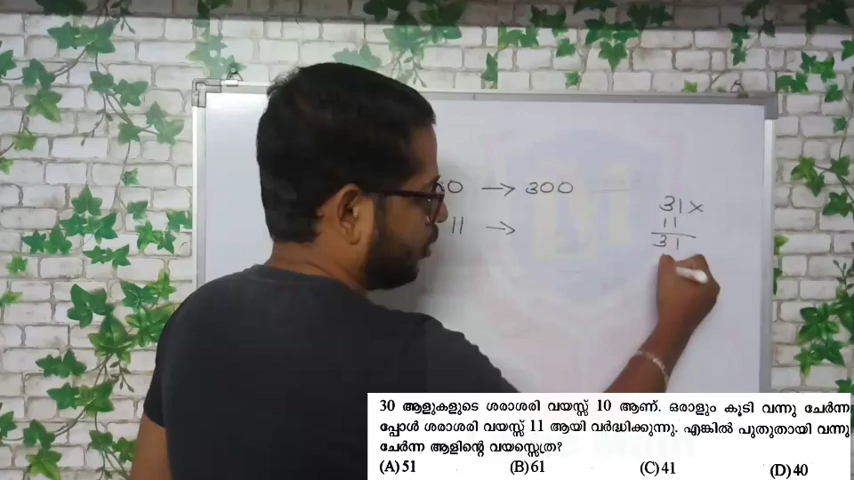 0 → 300
11 →
31 ×
11
31
30 ആളുകളുടെ ശരാശരി വയസ്സ് 10 ആണ്. ഒരാളും കൂടി വന്നു ചേർന്ന
പ്പോൾ ശരാശരി വയസ്സ് 11 ആയി വർദ്ധിക്കുന്നു. എങ്കിൽ പുതുതായി വന്നു
ചേർന്ന ആളിന്റെ വയസ്സെത്ര?
(A) 51 (B) 61 (C) 41 (D) 40